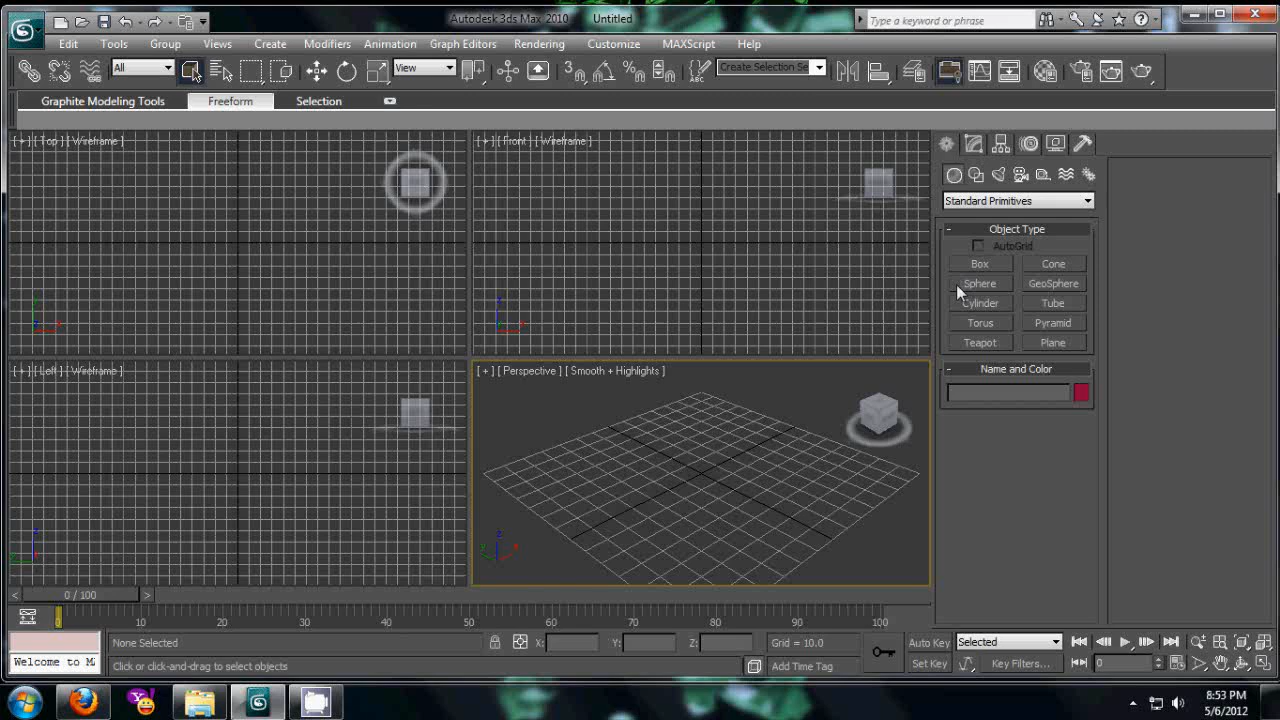 Autodesk 3ds Max 2010 Untitled
Type a keyword or phrase
Edit Tools Group Views Create Modifiers Animation Graph Editors Rendering Customize MAXScript Help
All View Create Selection Se
Graphite Modeling Tools Freeform Selection
[ + ] [ Top ] [ Wireframe ]
[ + ] [ Front ] [ Wireframe ]
Standard Primitives
- Object Type
AutoGrid
Box Cone
Sphere GeoSphere
Cylinder Tube
Torus Pyramid
Teapot Plane
- Name and Color
[ + ] [ Left ] [ Wireframe ]
[ + ] [ Perspective ] [ Smooth + Highlights ]
< 0 / 100 >
0 10 20 30 40 50 60 70 80 90 100
None Selected X: Y: Z: Grid = 10.0 Auto Key Selected
Welcome to M Click or click-and-drag to select objects Add Time Tag Set Key Key Filters... 0
8:53 PM
5/6/2012